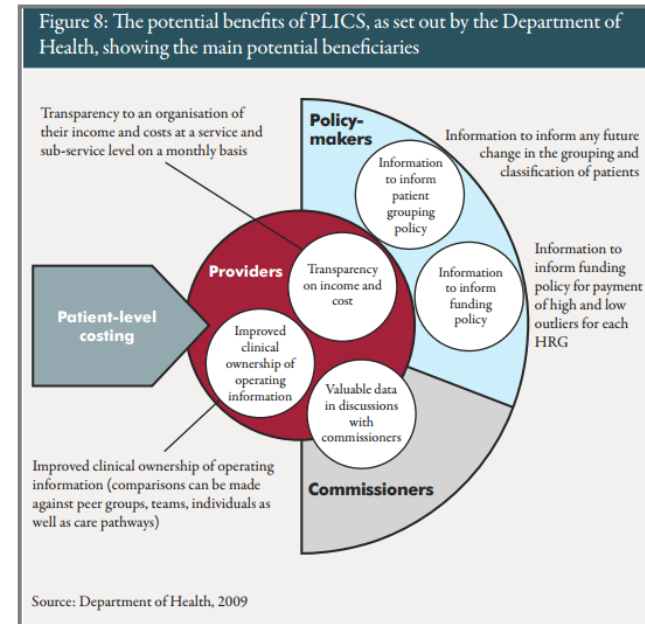 Figure 8: The potential benefits of PLICS, as set out by the Department of
Health, showing the main potential beneficiaries
Transparency to an organisation of
their income and costs at a service and
sub-service level on a monthly basis
Policy-
makers
Information to inform any future
change in the grouping and
classification of patients
Information
to inform
patient
grouping
policy
Providers
Transparency
on income and
cost
Information
to inform
funding
policy
Information to
inform funding
policy for payment
of high and low
outliers for each
HRG
Patient-level
costing
Improved
clinical
ownership of
operating
information
Valuable data
in discussions
with
commissioners
Commissioners
Improved clinical ownership of operating
information (comparisons can be made
against peer groups, teams, individuals as
well as care pathways)
Source: Department of Health, 2009